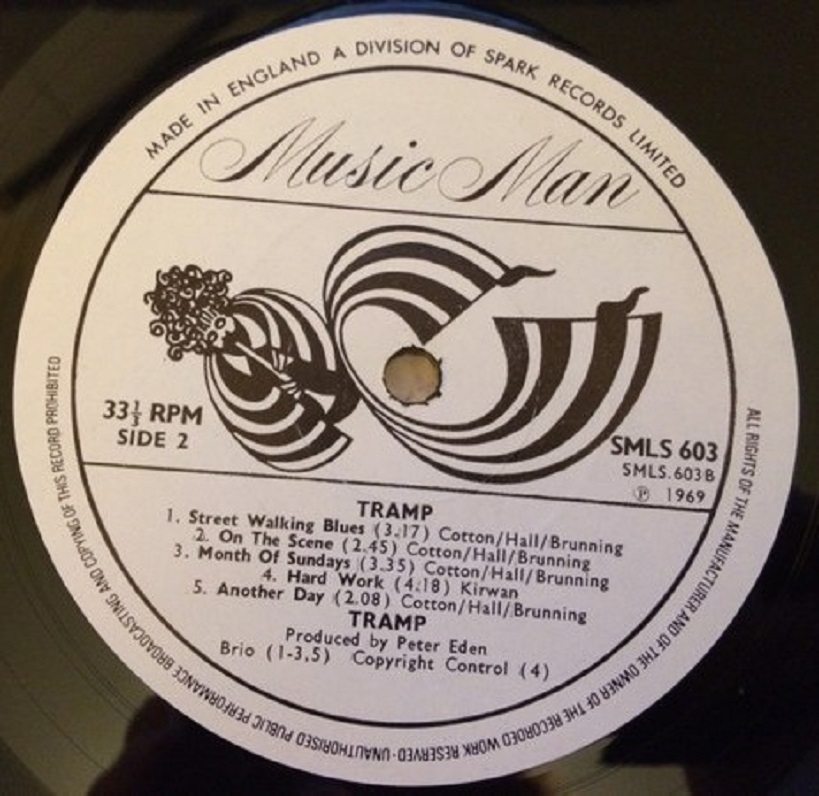 MADE IN ENGLAND A DIVISION OF SPARK RECORDS LIMITED
Music Man
33⅓ RPM
SIDE 2
SMLS 603
SMLS.603B
Ⓟ 1969
TRAMP
1. Street Walking Blues (3.17) Cotton/Hall/Brunning
2. On The Scene (2.45) Cotton/Hall/Brunning
3. Month Of Sundays (3.35) Cotton/Hall/Brunning
4. Hard Work (4.18) Kirwan
5. Another Day (2.08) Cotton/Hall/Brunning
TRAMP
Produced by Peter Eden
Brio (1-3,5) Copyright Control (4)
ALL RIGHTS OF THE MANUFACTURER AND OF THE OWNER OF THE RECORDED WORK RESERVED·UNAUTHORISED PUBLIC PERFORMANCE BROADCASTING AND COPYING OF THIS RECORD PROHIBITED